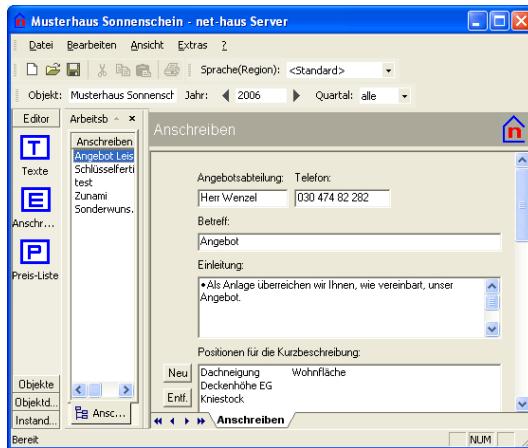 Musterhaus Sonnenschein - net-haus Server
Datei Bearbeiten Ansicht Extras ?
Sprache(Region): <Standard>
Objekt: Musterhaus Sonnensch Jahr: 2006 Quartal: alle
Editor
Arbeitsb
Anschreiben
n
T
Texte
E
Anschr...
P
Preis-Liste
Objekte
Objektd...
Instand...
Anschreiben
Angebot Leis
Schlüsselferti
test
Zunami
Sonderwuns.
Ansc...
Angebotsabteilung: Telefon:
Herr Wenzel 030 474 82 282
Betreff:
Angebot
Einleitung:
•Als Anlage überreichen wir Ihnen, wie vereinbart, unser
Angebot.
Positionen für die Kurzbeschreibung:
Neu
Entf.
Dachneigung Wohnfläche
Deckenhöhe EG
Kniestock
Anschreiben
Bereit
NUM